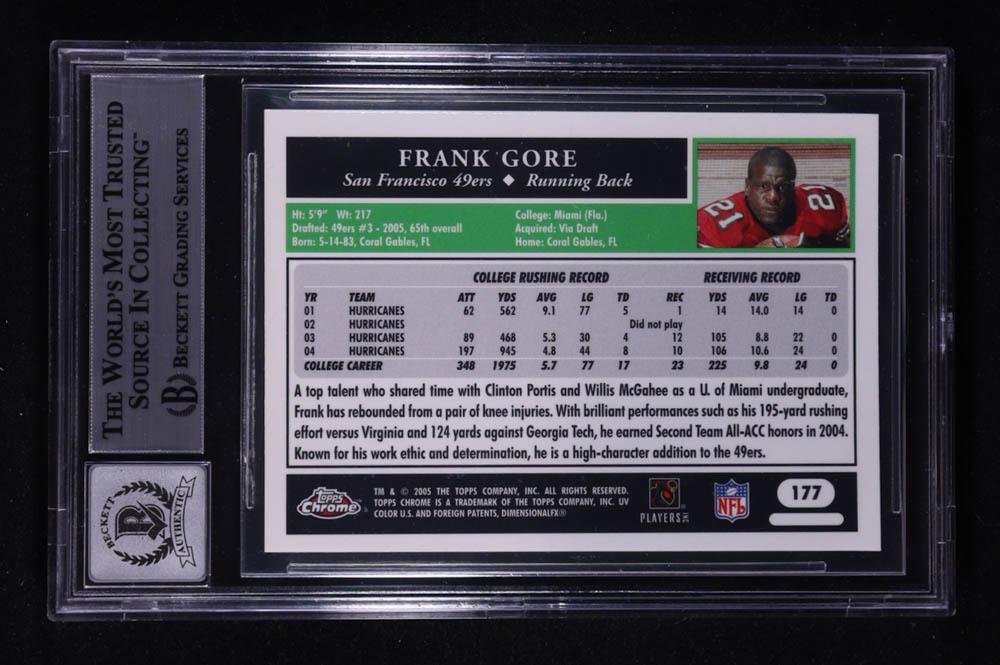 THE WORLD'S MOST TRUSTED
SOURCE IN COLLECTING™
BECKETT GRADING SERVICES
BECKETT
AUTHENTIC
FRANK GORE
San Francisco 49ers ◆ Running Back
Ht: 5'9" Wt: 217
Drafted: 49ers #3 - 2005, 65th overall
Born: 5-14-83, Coral Gables, FL
College: Miami (Fla.)
Acquired: Via Draft
Home: Coral Gables, FL
21 2
COLLEGE RUSHING RECORD RECEIVING RECORD
YR TEAM ATT YDS AVG LG TD REC YDS AVG LG TD
01 HURRICANES 62 562 9.1 77 5 1 14 14.0 14 0
02 HURRICANES Did not play
03 HURRICANES 89 468 5.3 30 4 12 105 8.8 22 0
04 HURRICANES 197 945 4.8 44 8 10 106 10.6 24 0
COLLEGE CAREER 348 1975 5.7 77 17 23 225 9.8 24 0
A top talent who shared time with Clinton Portis and Willis McGahee as a U. of Miami undergraduate,
Frank has rebounded from a pair of knee injuries. With brilliant performances such as his 195-yard rushing
effort versus Virginia and 124 yards against Georgia Tech, he earned Second Team All-ACC honors in 2004.
Known for his work ethic and determination, he is a high-character addition to the 49ers.
Topps Chrome
TM & © 2005 THE TOPPS COMPANY, INC. ALL RIGHTS RESERVED.
TOPPS CHROME IS A TRADEMARK OF THE TOPPS COMPANY, INC. UV
COLOR U.S. AND FOREIGN PATENTS, DIMENSIONALFX®
PLAYERS INC
NFL
177